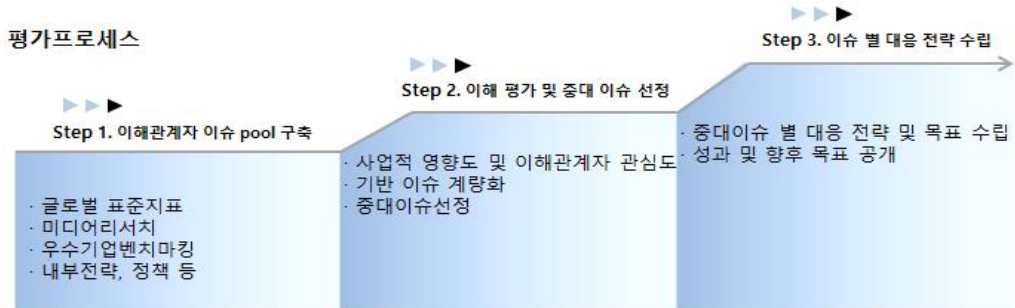 평가프로세스
Step 1. 이해관계자 이슈 pool 구축
· 글로벌 표준지표
· 미디어리서치
· 우수기업벤치마킹
· 내부전략, 정책 등
Step 2. 이해 평가 및 중대 이슈 선정
· 사업적 영향도 및 이해관계자 관심도
· 기반 이슈 계량화
· 중대이슈선정
Step 3. 이슈 별 대응 전략 수립
· 중대이슈 별 대응 전략 및 목표 수립
· 성과 및 향후 목표 공개